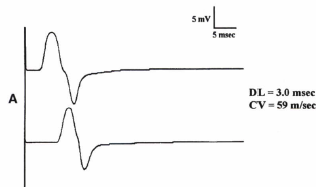 5 mV
5 msec
A
DL = 3.0 msec
CV = 59 m/sec